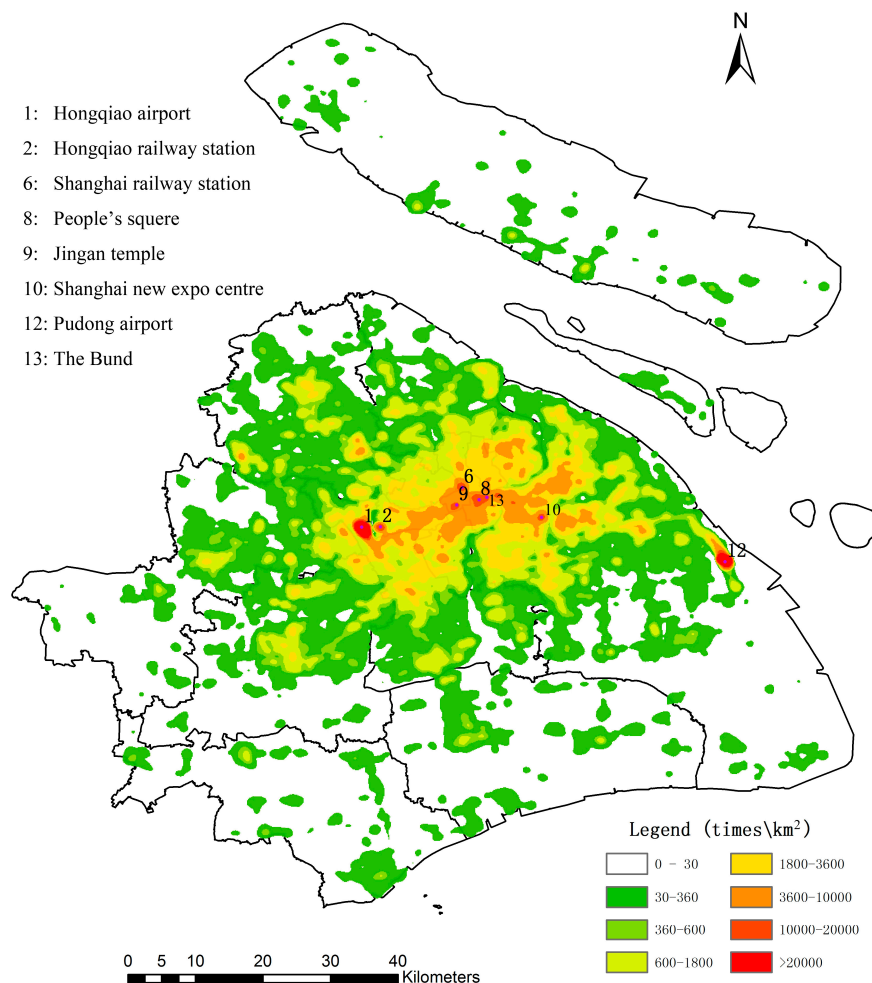 N
1: Hongqiao airport
2: Hongqiao railway station
6: Shanghai railway station
8: People's squere
9: Jingan temple
10: Shanghai new expo centre
12: Pudong airport
13: The Bund
6
8
9
13
10
1
2
12
Legend (times\km²)
0 - 30
30-360
360-600
600-1800
1800-3600
3600-10000
10000-20000
>20000
0 5 10 20 30 40
Kilometers